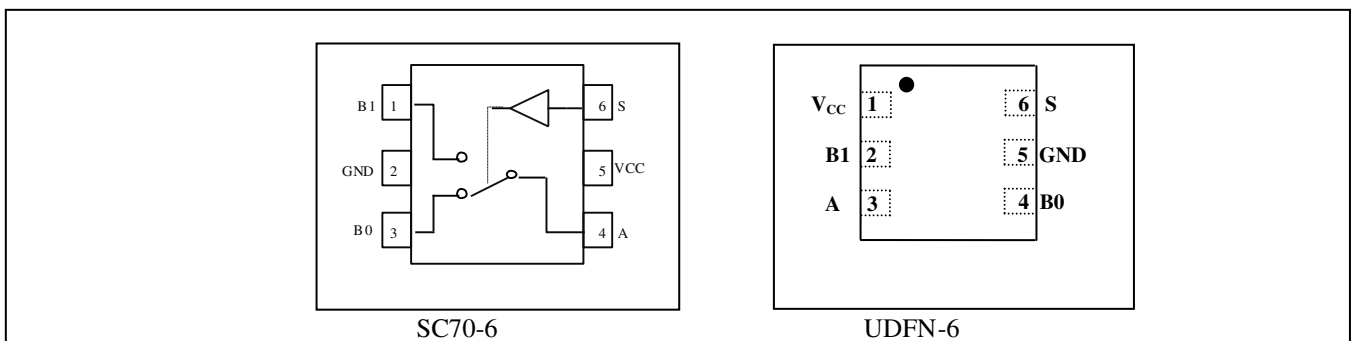 B1 1 6 S
GND 2 5 VCC
B0 3 4 A
SC70-6
VCC 1 6 S
B1 2 5 GND
A 3 4 B0
UDFN-6